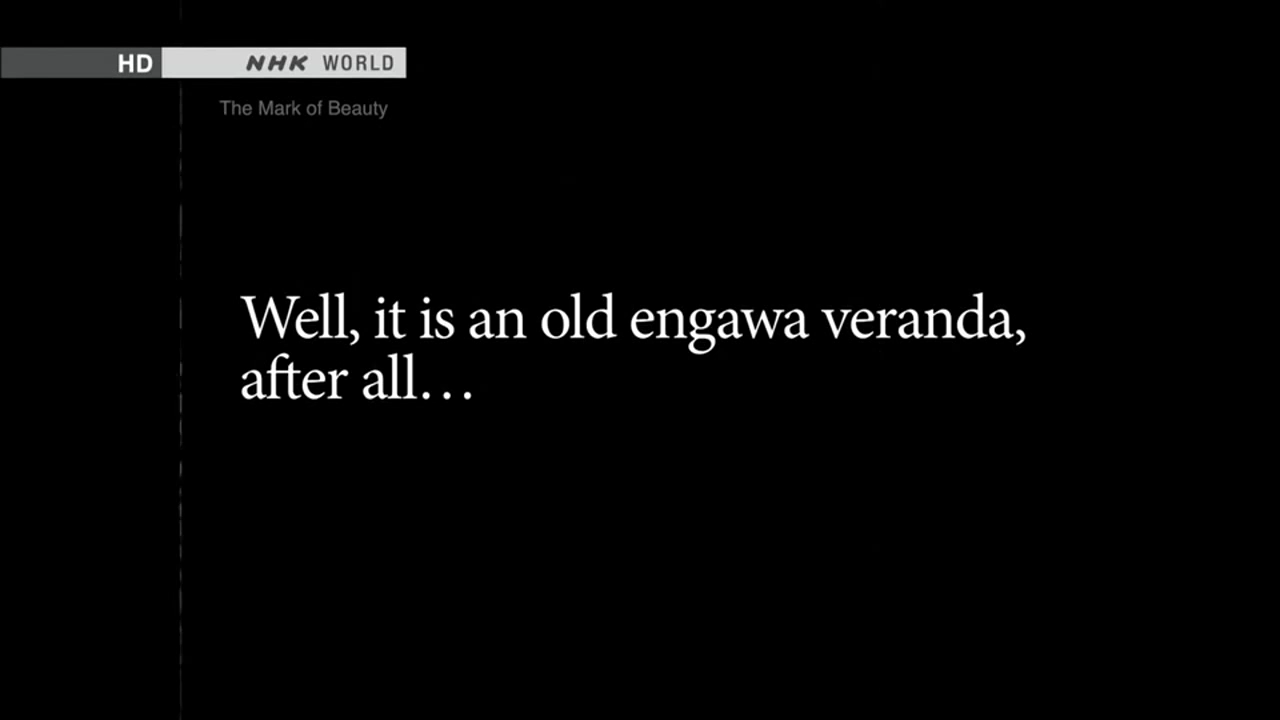 HD NHK WORLD
The Mark of Beauty
Well, it is an old engawa veranda,
after all…